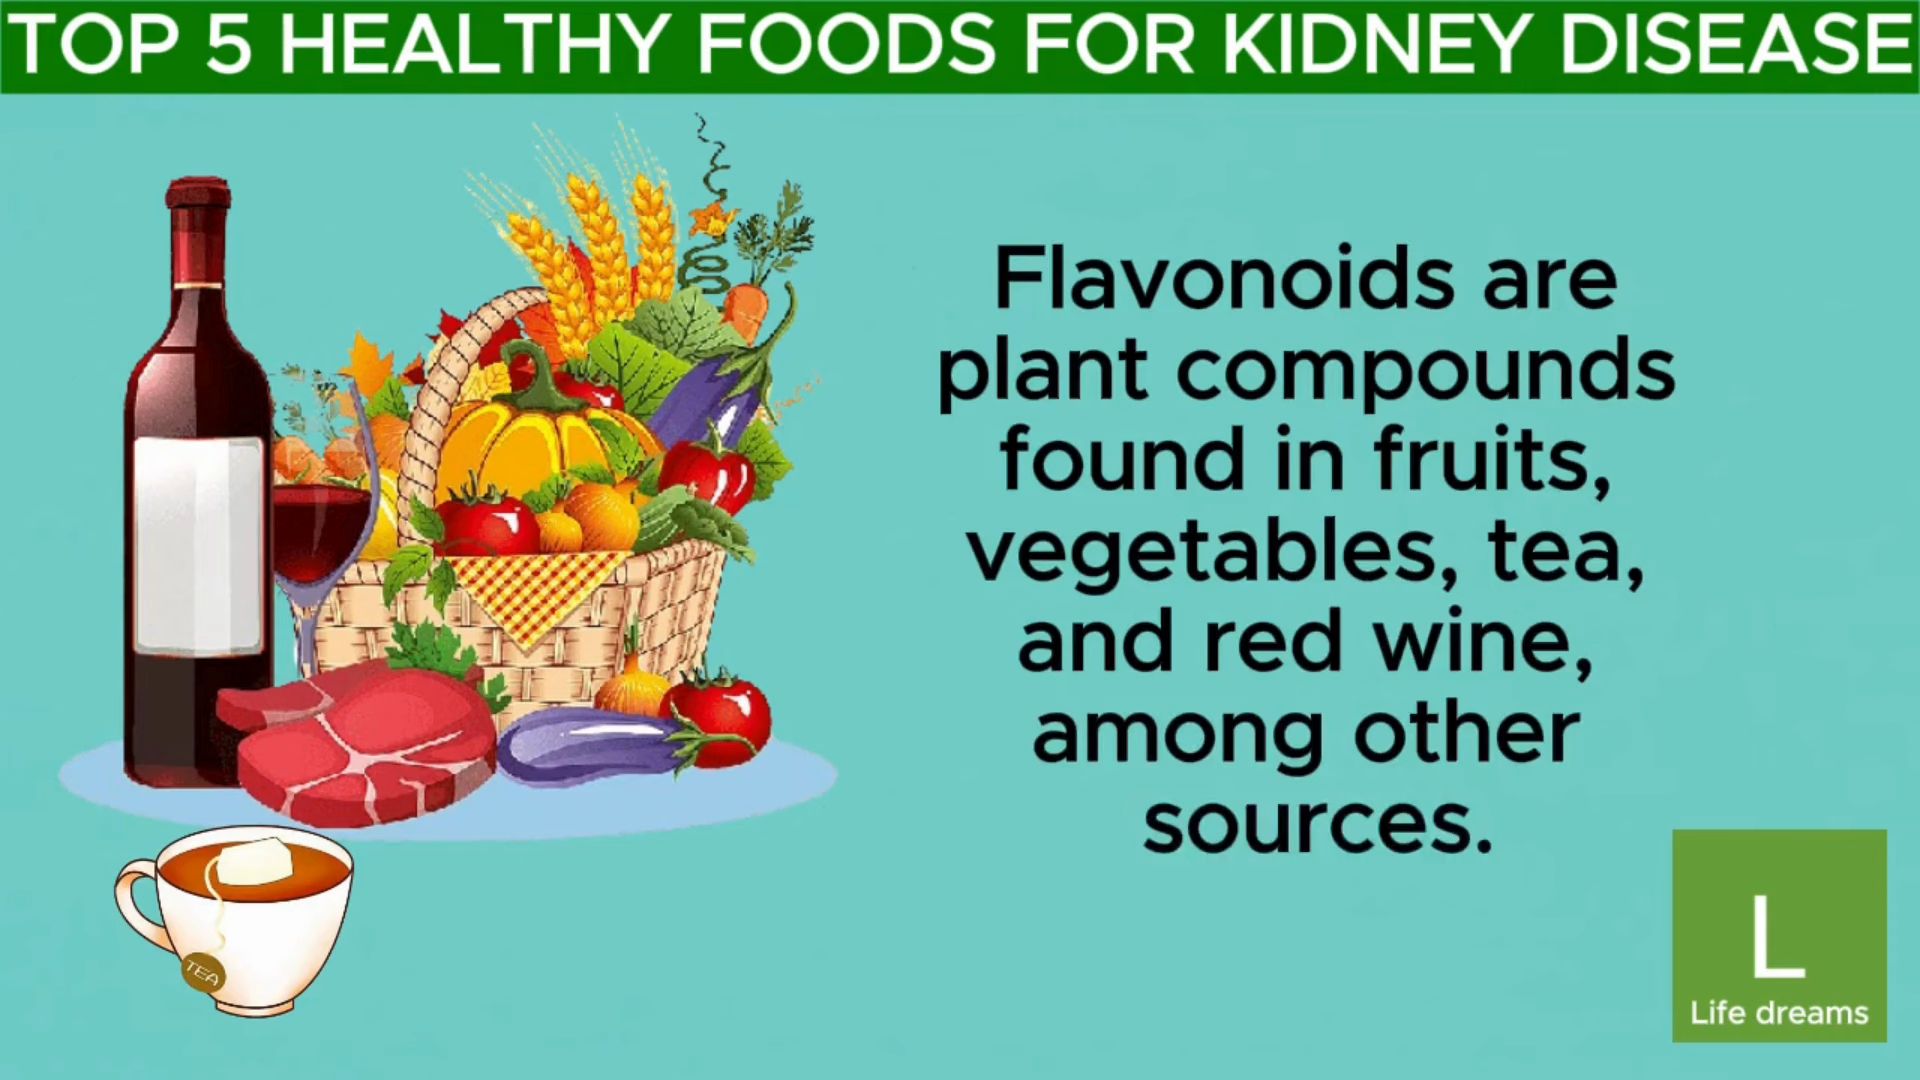 TOP 5 HEALTHY FOODS FOR KIDNEY DISEASE
Flavonoids are
plant compounds
found in fruits,
vegetables, tea,
and red wine,
among other
sources.
TEA
L
Life dreams